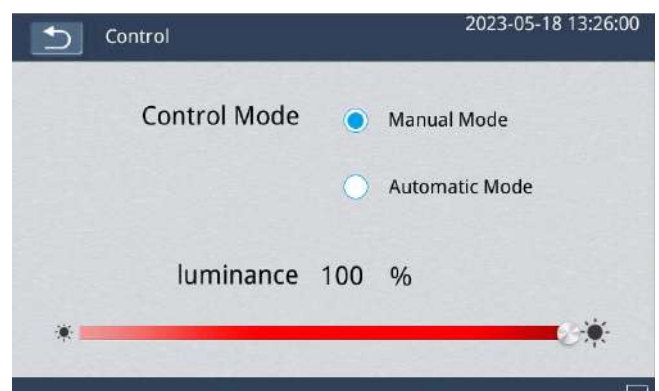 Control
2023-05-18 13:26:00
Control Mode
Manual Mode
Automatic Mode
luminance 100 %